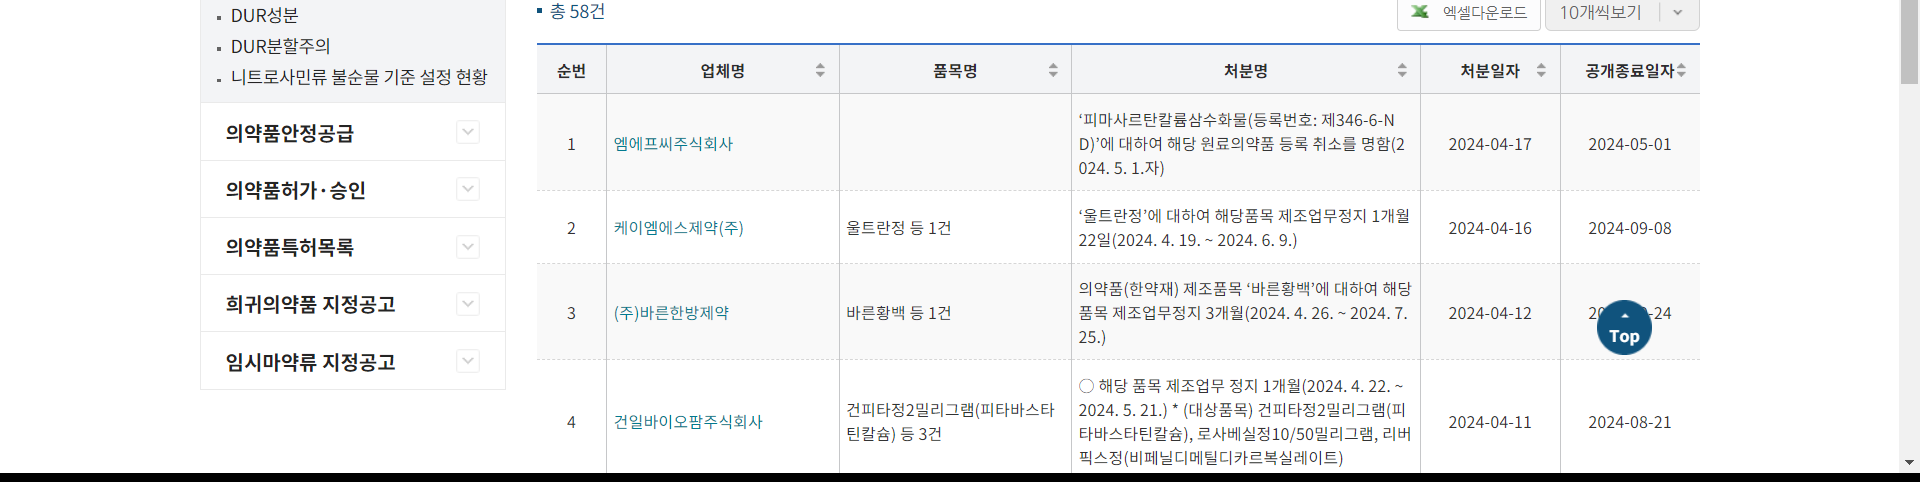 DUR성분
DUR분할주의
니트로사민류 불순물 기준 설정 현황
의약품안정공급
의약품허가·승인
의약품특허목록
희귀의약품 지정공고
임시마약류 지정공고
총 58건
엑셀다운로드
10개씩보기
순번 업체명 품목명 처분명 처분일자 공개종료일자
1 엠에프씨주식회사
‘피마사르탄칼륨삼수화물(등록번호: 제346-6-N
D)’에 대하여 해당 원료의약품 등록 취소를 명함(2
024. 5. 1.자)
2024-04-17 2024-05-01
2 케이엠에스제약(주) 울트란정 등 1건
‘울트란정’에 대하여 해당품목 제조업무정지 1개월
22일(2024. 4. 19. ~ 2024. 6. 9.)
2024-04-16 2024-09-08
3 (주)바른한방제약 바른황백 등 1건
의약품(한약재) 제조품목 ‘바른황백’에 대하여 해당
품목 제조업무정지 3개월(2024. 4. 26. ~ 2024. 7.
25.)
2024-04-12
Top
4 건일바이오팜주식회사
건피타정2밀리그램(피타바스타
틴칼슘) 등 3건
○ 해당 품목 제조업무 정지 1개월(2024. 4. 22. ~
2024. 5. 21.) * (대상품목) 건피타정2밀리그램(피
타바스타틴칼슘), 로사베실정10/50밀리그램, 리버
픽스정(비페닐디메틸디카르복실레이트)
2024-04-11 2024-08-21